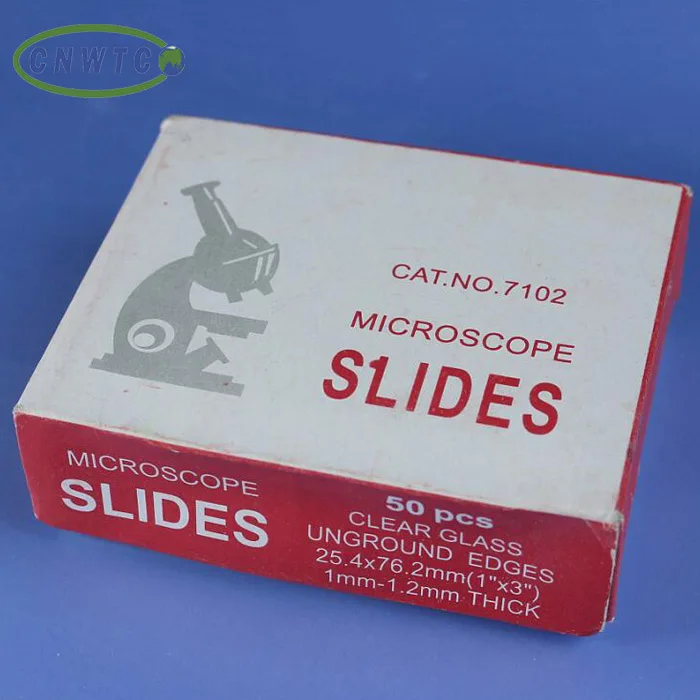 CNWTC
CAT.NO.7102
MICROSCOPE
SLIDES
MICROSCOPE
SLIDES
50 pcs
CLEAR GLASS
UNGROUND EDGES
25.4x76.2mm(1"x3")
1mm-1.2mm THICK